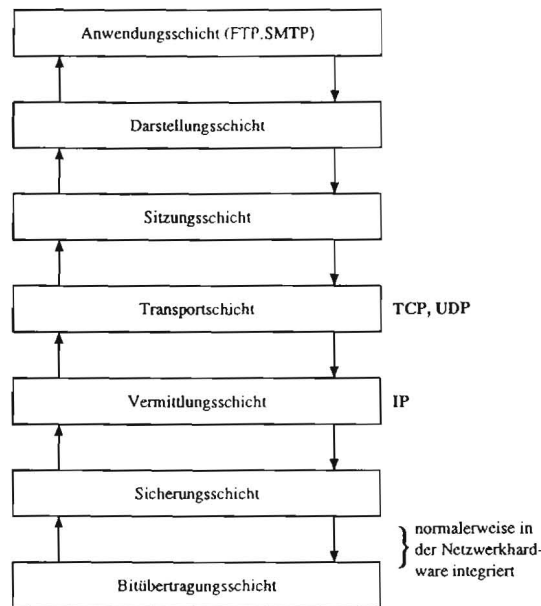 Anwendungsschicht (FTP.SMTP)
Darstellungsschicht
Sitzungsschicht
Transportschicht
TCP, UDP
Vermittlungsschicht
IP
Sicherungsschicht
normalerweise in
der Netzwerkhard-
ware integriert
Bitübertragungsschicht